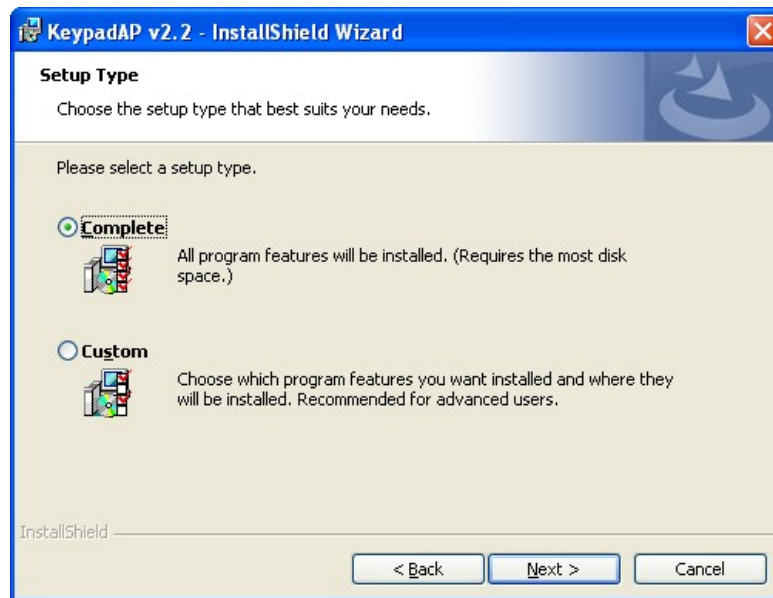 KeypadAP v2.2 - InstallShield Wizard
Setup Type
Choose the setup type that best suits your needs.
Please select a setup type.
Complete
All program features will be installed. (Requires the most disk
space.)
Custom
Choose which program features you want installed and where they
will be installed. Recommended for advanced users.
InstallShield
< Back Next > Cancel